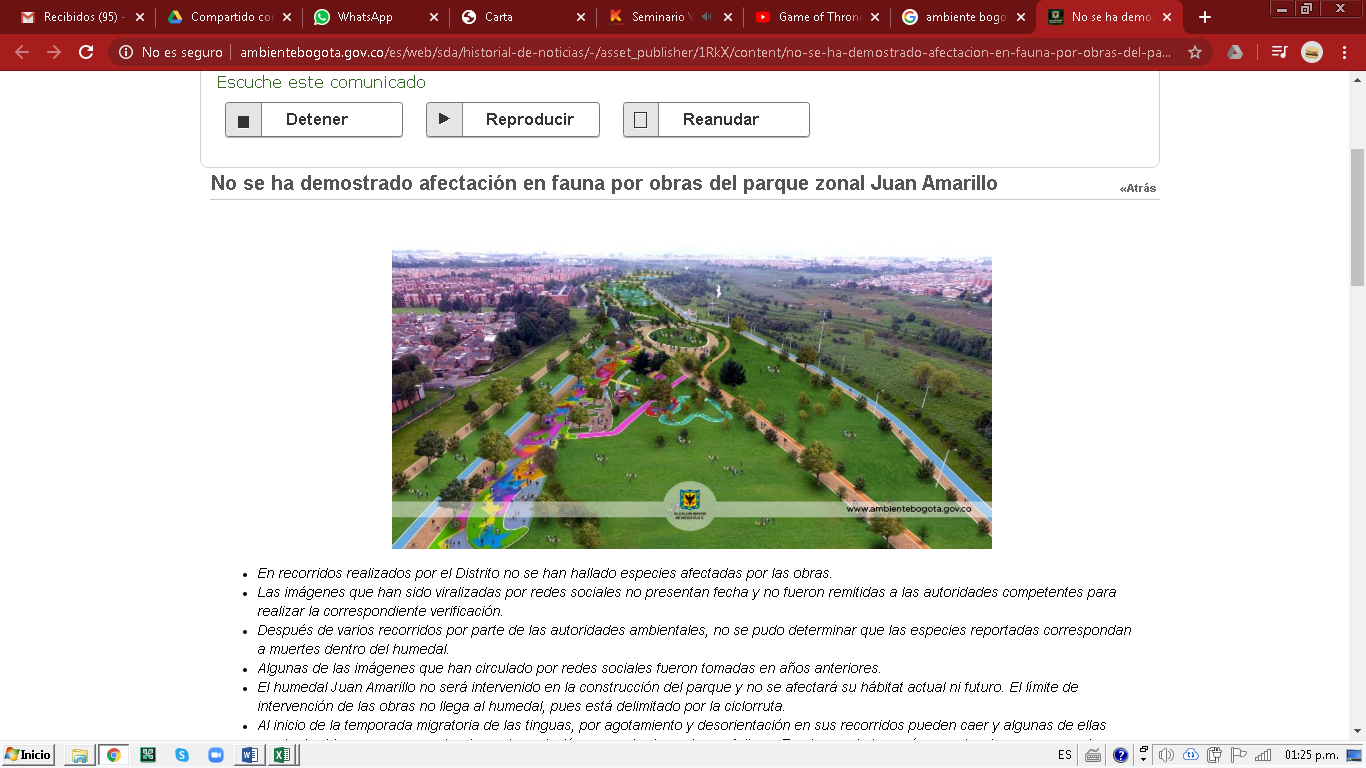 Recibidos (95) -
Compartido co
WhatsApp
Carta
Seminario V
Game of Thron
ambiente bogo
No se ha demos
No es seguro
ambientebogota.gov.co/es/web/sda/historial-de-noticias/-/asset_publisher/1RkX/content/no-se-ha-demostrado-afectacion-en-fauna-por-obras-del-pa...
Escuche este comunicado
Detener
Reproducir
Reanudar
No se ha demostrado afectación en fauna por obras del parque zonal Juan Amarillo
«Atrás
ALCALDÍA MAYOR
DE BOGOTÁ D.C.
www.ambientebogota.gov.co
• En recorridos realizados por el Distrito no se han hallado especies afectadas por las obras.
• Las imágenes que han sido viralizadas por redes sociales no presentan fecha y no fueron remitidas a las autoridades competentes para
realizar la correspondiente verificación.
• Después de varios recorridos por parte de las autoridades ambientales, no se pudo determinar que las especies reportadas correspondan
a muertes dentro del humedal.
• Algunas de las imágenes que han circulado por redes sociales fueron tomadas en años anteriores.
• El humedal Juan Amarillo no será intervenido en la construcción del parque y no se afectará su hábitat actual ni futuro. El límite de
intervención de las obras no llega al humedal, pues está delimitado por la ciclorruta.
• Al inicio de la temporada migratoria de las tinguas, por agotamiento y desorientación en sus recorridos pueden caer y algunas de ellas
Inicio
ES
01:25 p.m.